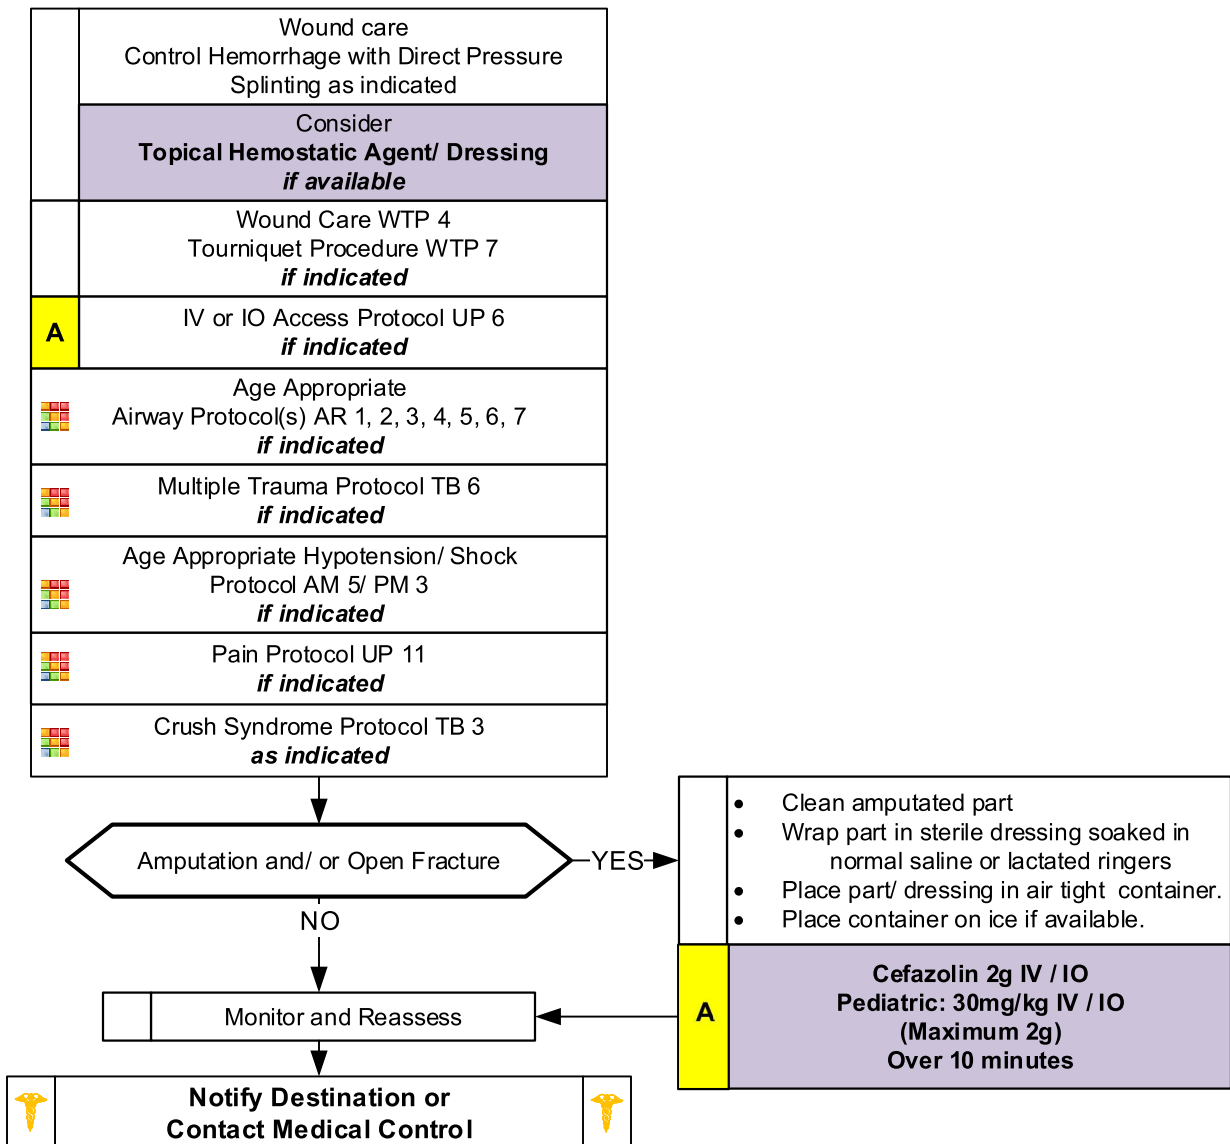 Wound care
Control Hemorrhage with Direct Pressure
Splinting as indicated
Consider
Topical Hemostatic Agent/ Dressing
if available
Wound Care WTP 4
Tourniquet Procedure WTP 7
if indicated
A
IV or IO Access Protocol UP 6
if indicated
Age Appropriate
Airway Protocol(s) AR 1, 2, 3, 4, 5, 6, 7
if indicated
Multiple Trauma Protocol TB 6
if indicated
Age Appropriate Hypotension/ Shock
Protocol AM 5/ PM 3
if indicated
Pain Protocol UP 11
if indicated
Crush Syndrome Protocol TB 3
as indicated
Amputation and/ or Open Fracture
YES
• Clean amputated part
• Wrap part in sterile dressing soaked in
normal saline or lactated ringers
• Place part/ dressing in air tight container.
• Place container on ice if available.
A
Cefazolin 2g IV / IO
Pediatric: 30mg/kg IV / IO
(Maximum 2g)
Over 10 minutes
NO
Monitor and Reassess
Notify Destination or
Contact Medical Control